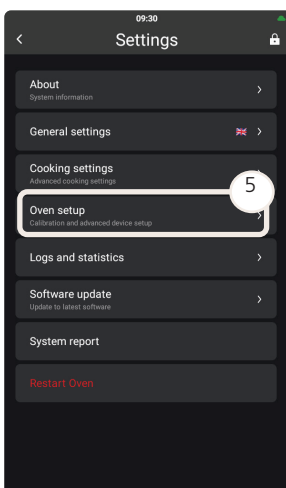 09:30
Settings
About
System information
General settings
Cooking settings
Advanced cooking settings
5
Oven setup
Calibration and advanced device setup
Logs and statistics
Software update
Update to latest software
System report
Restart Oven